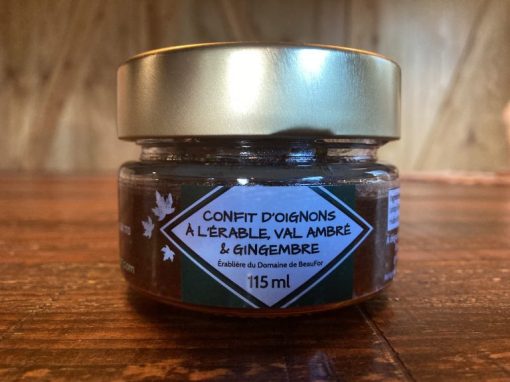 CONFIT D'OIGNONS
À L'ÉRABLE, VAL AMBRÉ
& GINGEMBRE
Érablière du Domaine de BeauFor
115 ml